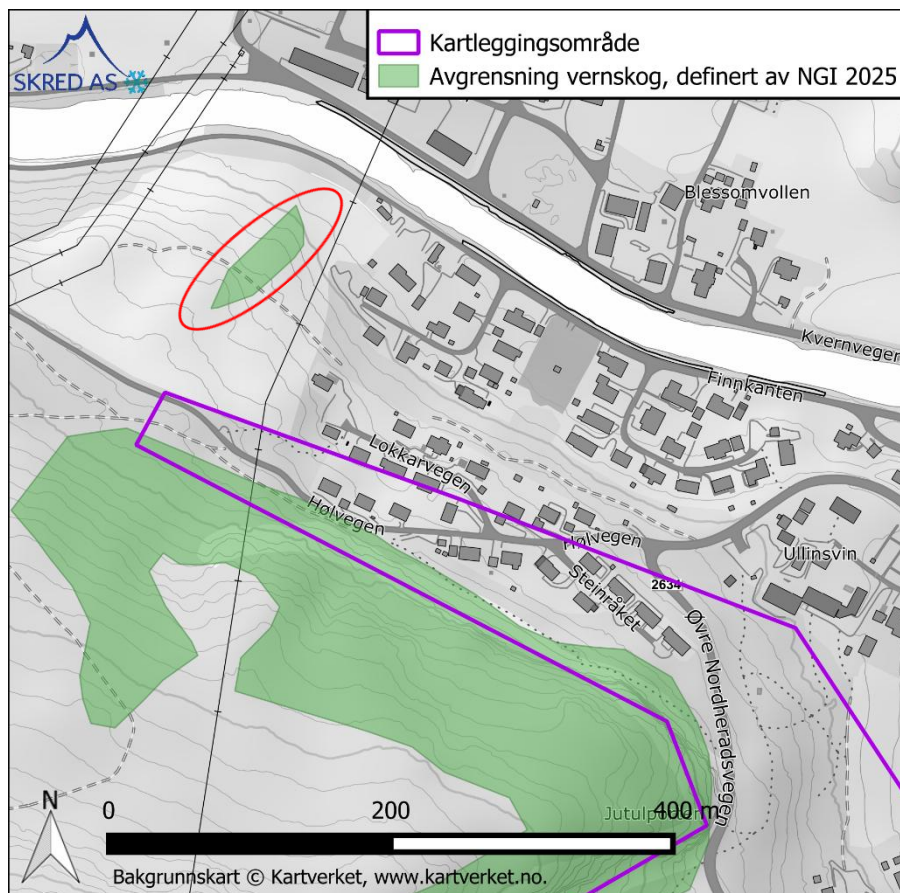 SKRED AS
Kartleggingsområde
Avgrensning vernskog, definert av NGI 2025
Blessomvollen
Kvernvegen
Finnkanten
Lokkarvegen
Hølvegen
Hølvegen
Ullinsvin
Steinråket
2634
Øvre Nordheradsvegen
N
0
200
400 m
Bakgrunnskart © Kartverket, www.kartverket.no.